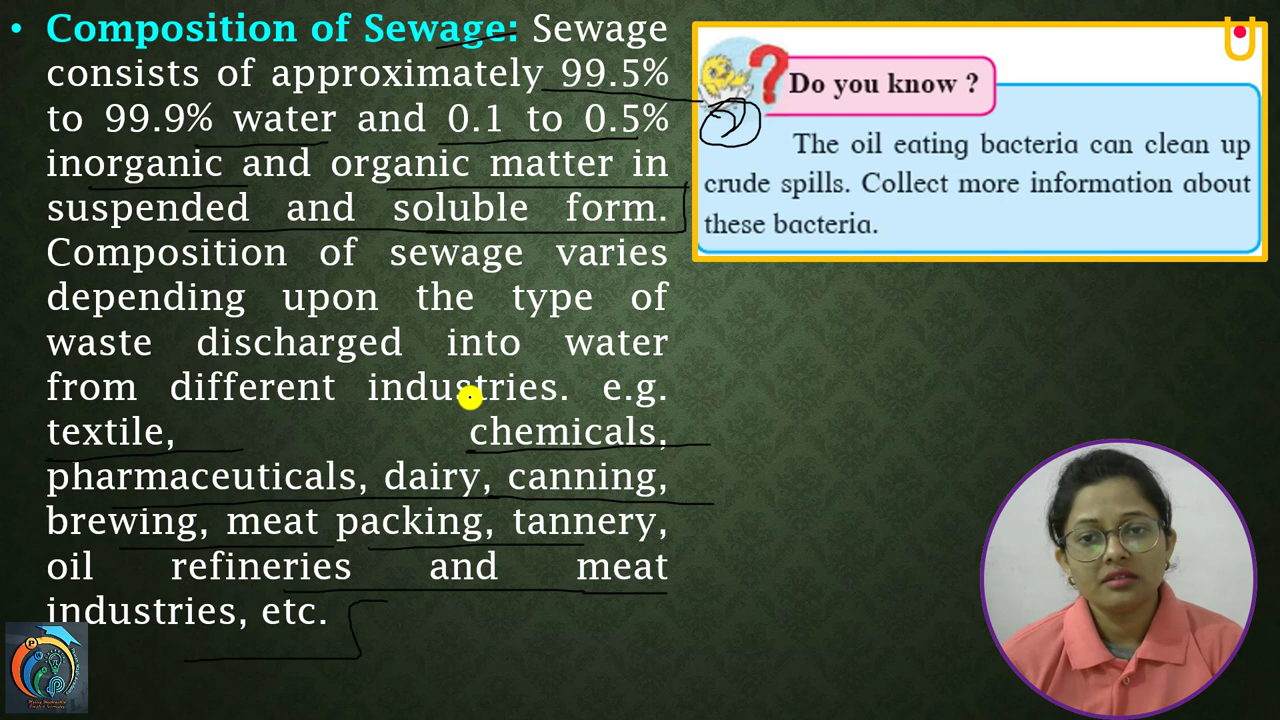 • Composition of Sewage: Sewage
consists of approximately 99.5%
to 99.9% water and 0.1 to 0.5%
inorganic and organic matter in
suspended and soluble form.
Composition of sewage varies
depending upon the type of
waste discharged into water
from different industries. e.g.
textile, chemicals,
pharmaceuticals, dairy, canning,
brewing, meat packing, tannery,
oil refineries and meat
industries, etc.
? Do you know ?
The oil eating bacteria can clean up
crude spills. Collect more information about
these bacteria.